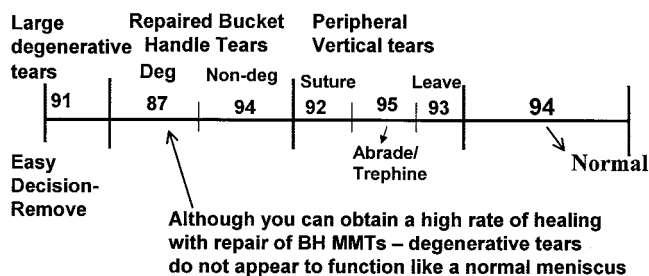 Large
degenerative
tears
Repaired Bucket
Handle Tears
Deg
Non-deg
Peripheral
Vertical tears
Suture
Leave
91
87
94
92
95
93
94
Easy
Decision-
Remove
Abrade/
Trephine
Normal
Although you can obtain a high rate of healing
with repair of BH MMTs – degenerative tears
do not appear to function like a normal meniscus